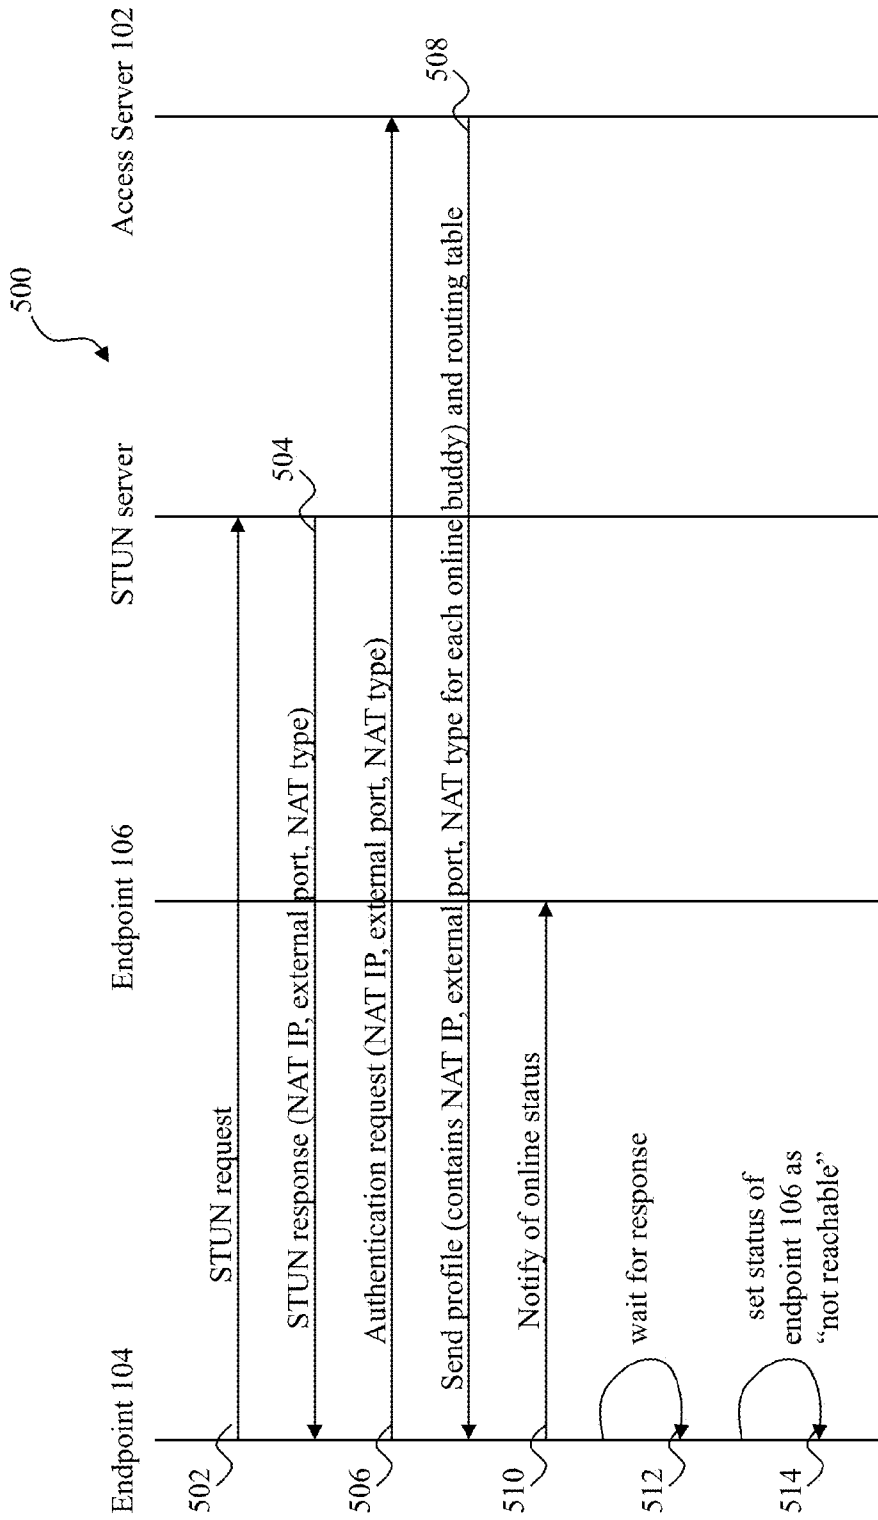 500
Endpoint 104
Endpoint 106
STUN server
Access Server 102
502
STUN request
504
STUN response (NAT IP, external port, NAT type)
506
Authentication request (NAT IP, external port, NAT type)
508
Send profile (contains NAT IP, external port, NAT type for each online buddy) and routing table
510
Notify of online status
512
wait for response
514
set status of
endpoint 106 as
“not reachable”